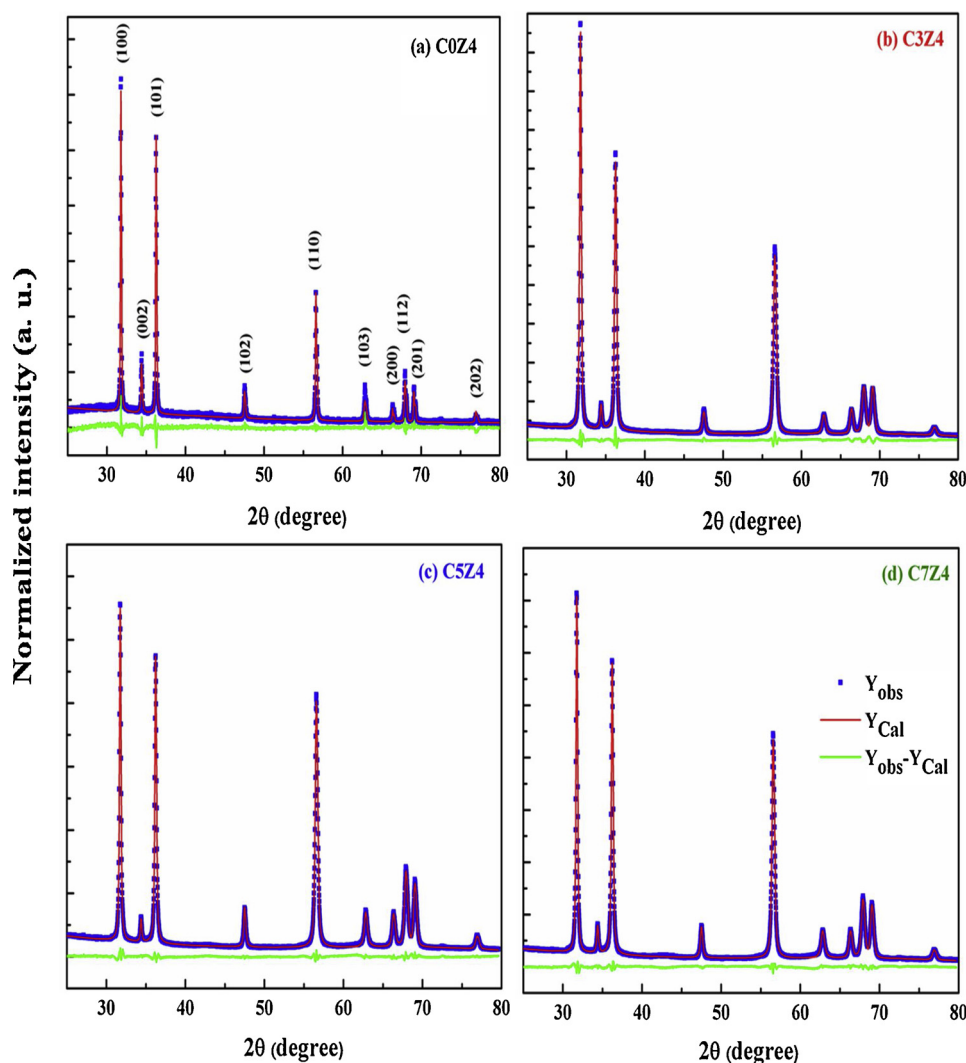 Normalized intensity (a. u.)
(a) C0Z4
(100)
(002)
(101)
(102)
(110)
(103)
(200)
(112)
(201)
(202)
30 40 50 60 70 80
2θ (degree)
(b) C3Z4
30 40 50 60 70 80
2θ (degree)
(c) C5Z4
30 40 50 60 70 80
2θ (degree)
(d) C7Z4
Yobs
YCal
Yobs-YCal
30 40 50 60 70 80
2θ (degree)